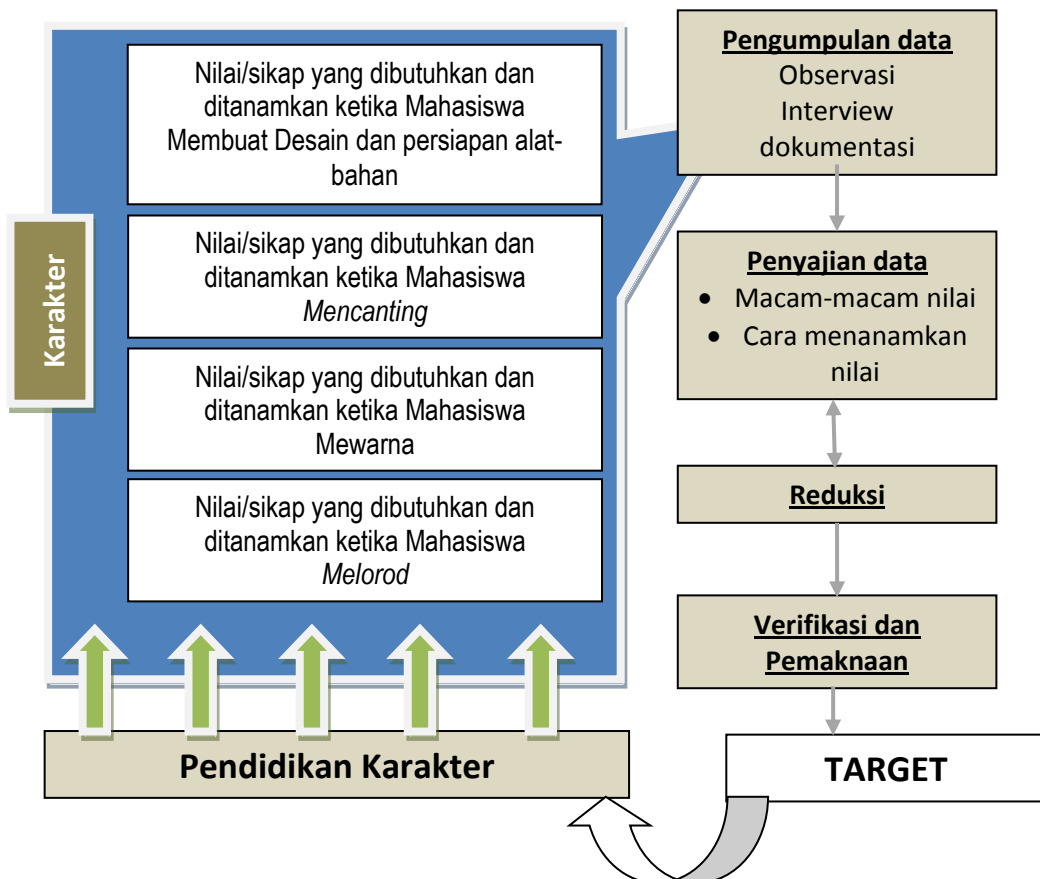 Karakter
Nilai/sikap yang dibutuhkan dan
ditanamkan ketika Mahasiswa
Membuat Desain dan persiapan alat-
bahan
Nilai/sikap yang dibutuhkan dan
ditanamkan ketika Mahasiswa
Mencanting
Nilai/sikap yang dibutuhkan dan
ditanamkan ketika Mahasiswa
Mewarna
Nilai/sikap yang dibutuhkan dan
ditanamkan ketika Mahasiswa
Melorod
Pendidikan Karakter
Pengumpulan data
Observasi
Interview
dokumentasi
Penyajian data
• Macam-macam nilai
• Cara menanamkan
nilai
Reduksi
Verifikasi dan
Pemaknaan
TARGET